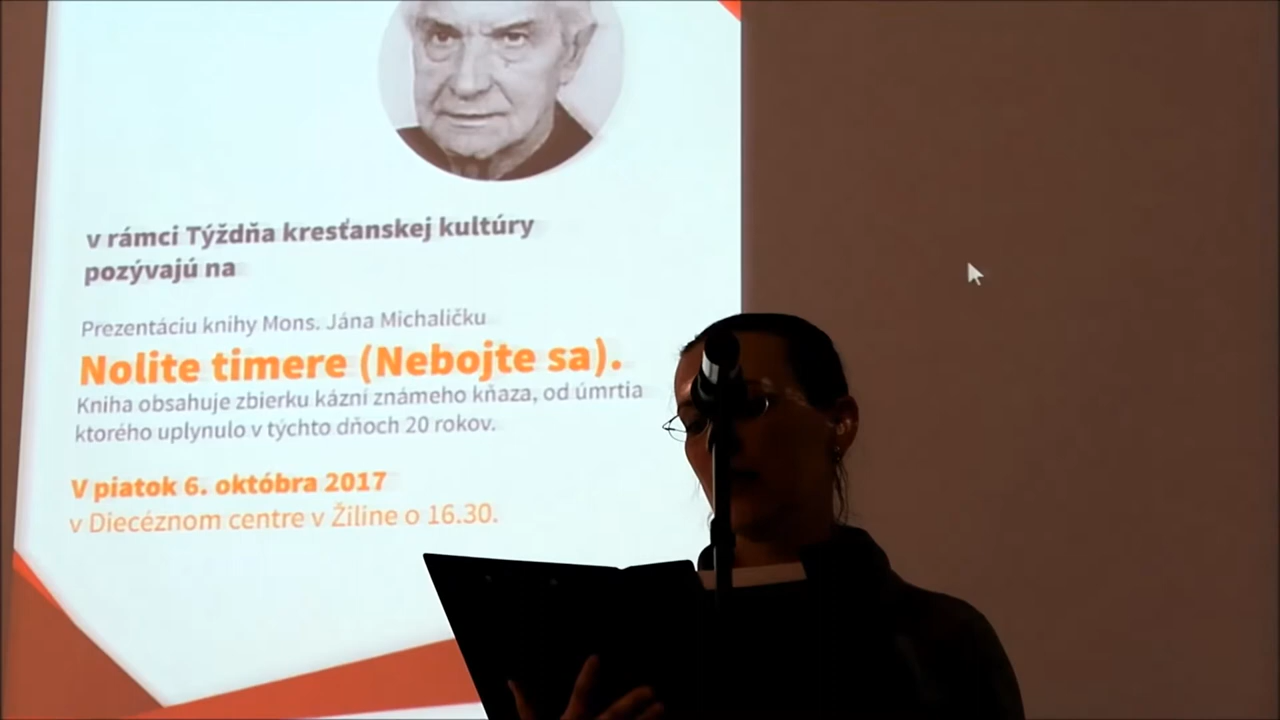 v rámci Týždňa kresťanskej kultúry
pozývajú na
Prezentáciu knihy Mons. Jána Michaličku
Nolite timere (Nebojte sa).
Kniha obsahuje zbierku kázní známeho kňaza, od úmrtia
ktorého uplynulo v týchto dňoch 20 rokov.
V piatok 6. októbra 2017
v Diecéznom centre v Žiline o 16.30.